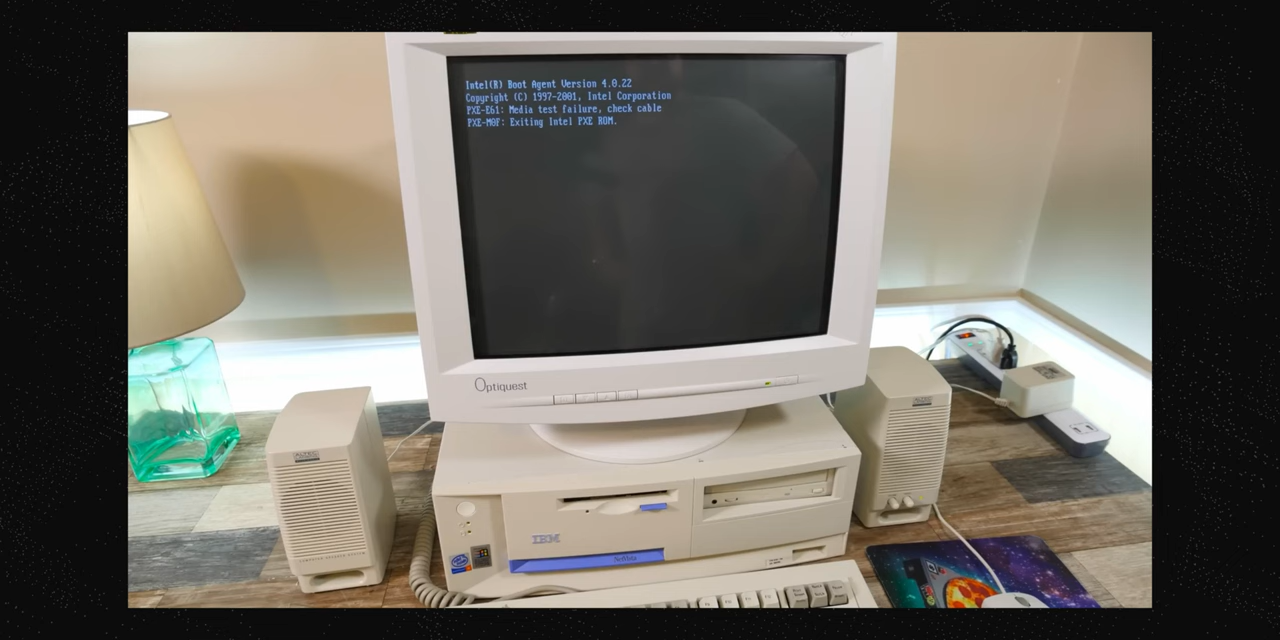 Intel(R) Boot Agent Version 4.0.22
Copyright (C) 1997-2001, Intel Corporation
PXE-E61: Media test failure, check cable
PXE-M0F: Exiting Intel PXE ROM.
Optiquest
IBM
NetVista